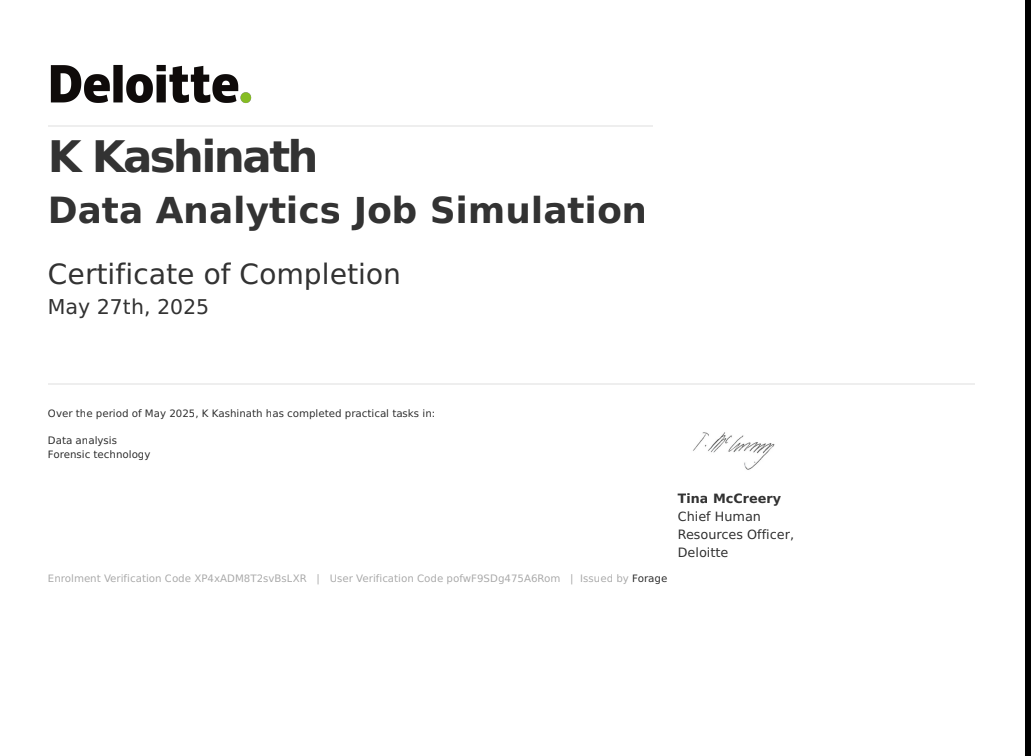 Deloitte.
K Kashinath
Data Analytics Job Simulation
Certificate of Completion
May 27th, 2025
Over the period of May 2025, K Kashinath has completed practical tasks in:
Data analysis
Forensic technology
T. McCreery
Tina McCreery
Chief Human
Resources Officer,
Deloitte
Enrolment Verification Code XP4xADM8T2svBsLXR | User Verification Code pofwF9SDg475A6Rom | Issued by Forage